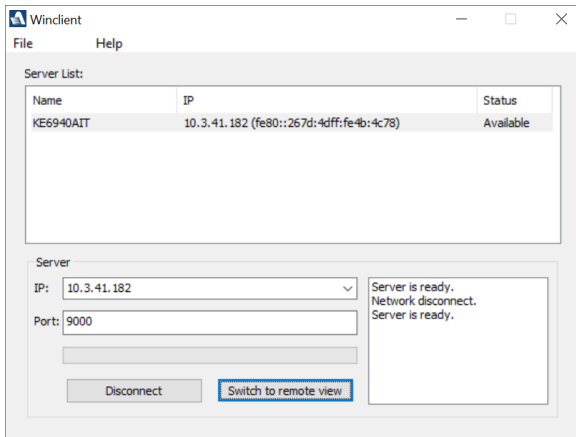 Winclient
File Help
Server List:
Name IP Status
KE6940AIT 10.3.41.182 (fe80::267d:4dff:fe4b:4c78) Available
Server
IP: 10.3.41.182
Port: 9000
Server is ready.
Network disconnect.
Server is ready.
Disconnect Switch to remote view